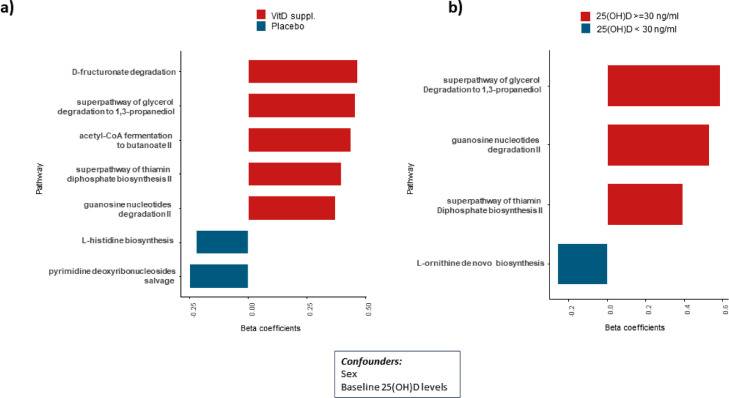 a)
VitD suppl.
Placebo
D-fructuronate degradation
superpathway of glycerol
degradation to 1,3-propanediol
acetyl-CoA fermentation
to butanoate II
superpathway of thiamin
diphosphate biosynthesis II
guanosine nucleotides
degradation II
L-histidine biosynthesis
pyrimidine deoxyribonucleosides
salvage
Pathway
-0.25
0.00
0.25
0.50
Beta coefficients
b)
25(OH)D >=30 ng/ml
25(OH)D < 30 ng/ml
superpathway of glycerol
Degradation to 1,3-propanediol
guanosine nucleotides
degradation II
superpathway of thiamin
Diphosphate biosynthesis II
L-ornithine de novo biosynthesis
Pathway
-0.2
0.0
0.2
0.4
0.6
Beta coefficients
Confounders:
Sex
Baseline 25(OH)D levels